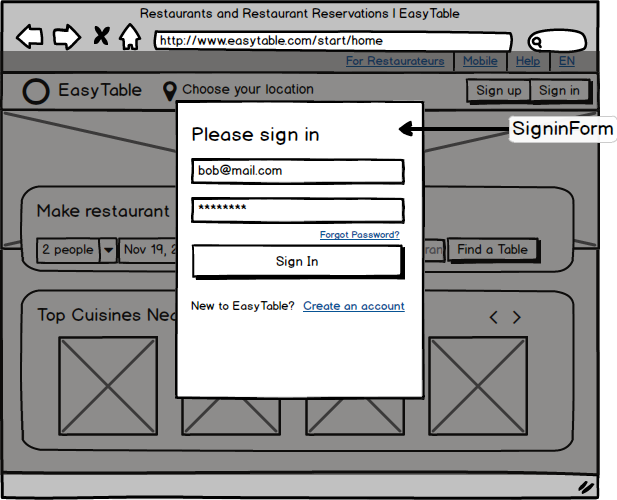 Restaurants and Restaurant Reservations | EasyTable
http://www.easytable.com/start/home
For Restaurateurs Mobile Help EN
EasyTable Choose your location Sign up Sign in
SigninForm
Please sign in
bob@mail.com
********
Make restaurant
Forgot Password?
2 people Nov 19, 2 Find a Table
Sign In
New to EasyTable? Create an account
Top Cuisines Nea